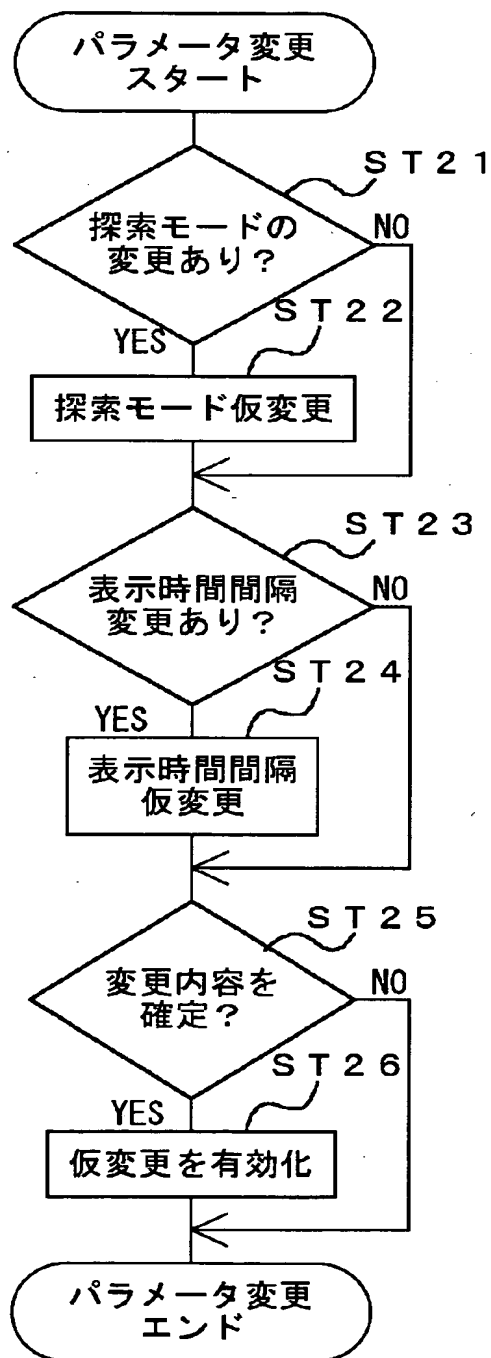 パラメータ変更
スタート
ST21
探索モードの
変更あり？
NO
YES
ST22
探索モード仮変更
ST23
表示時間間隔
変更あり？
NO
YES
ST24
表示時間間隔
仮変更
ST25
変更内容を
確定？
NO
YES
ST26
仮変更を有効化
パラメータ変更
エンド